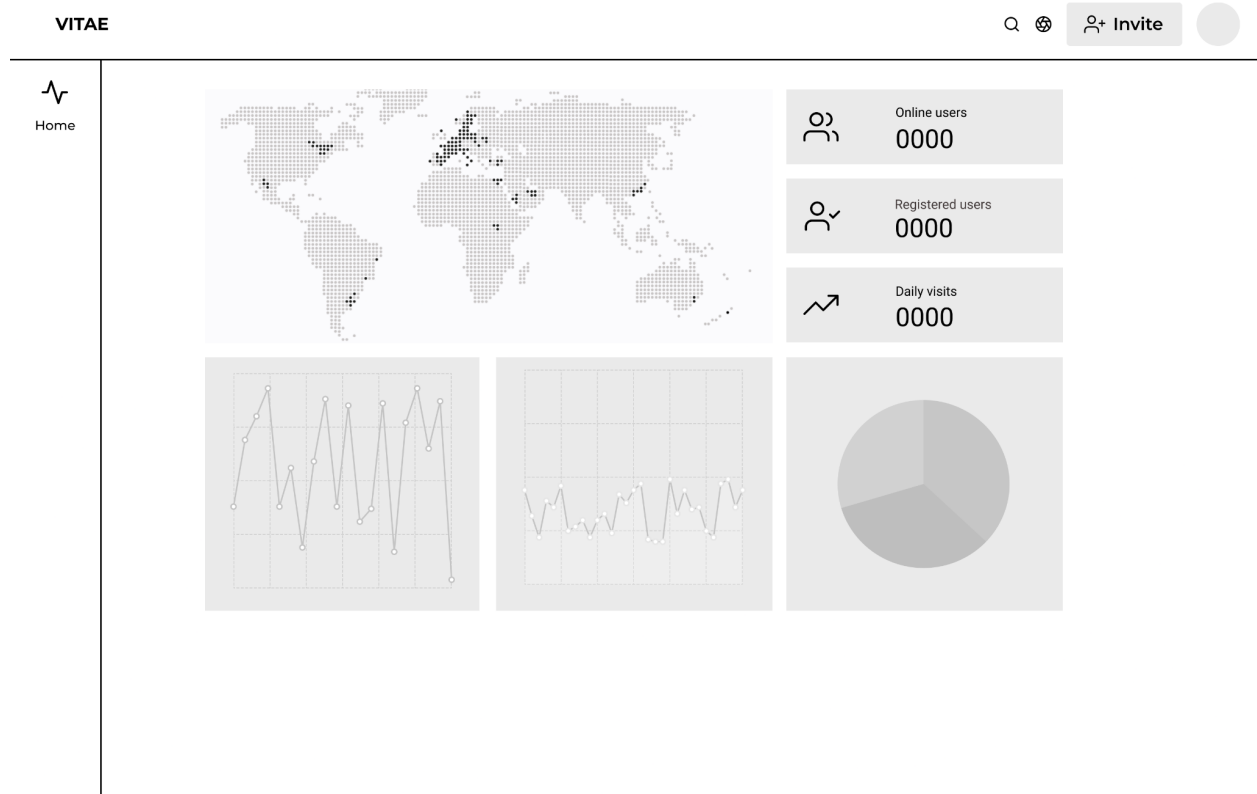 VITAE
Invite
Home
Online users
0000
Registered users
0000
Daily visits
0000